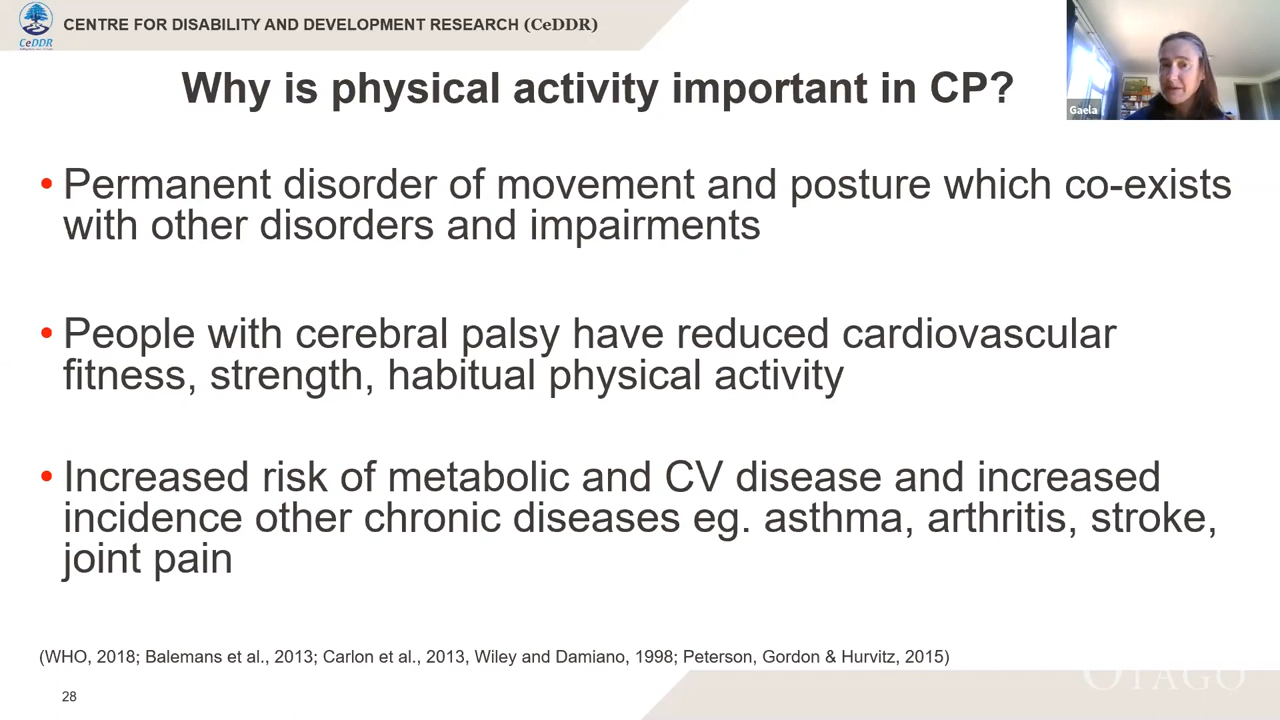 CENTRE FOR DISABILITY AND DEVELOPMENT RESEARCH (CeDDR)
CeDDR
Why is physical activity important in CP?
Gaela
• Permanent disorder of movement and posture which co-exists
with other disorders and impairments
• People with cerebral palsy have reduced cardiovascular
fitness, strength, habitual physical activity
• Increased risk of metabolic and CV disease and increased
incidence other chronic diseases eg. asthma, arthritis, stroke,
joint pain
(WHO, 2018; Balemans et al., 2013; Carlon et al., 2013, Wiley and Damiano, 1998; Peterson, Gordon & Hurvitz, 2015)
OTAGO
28